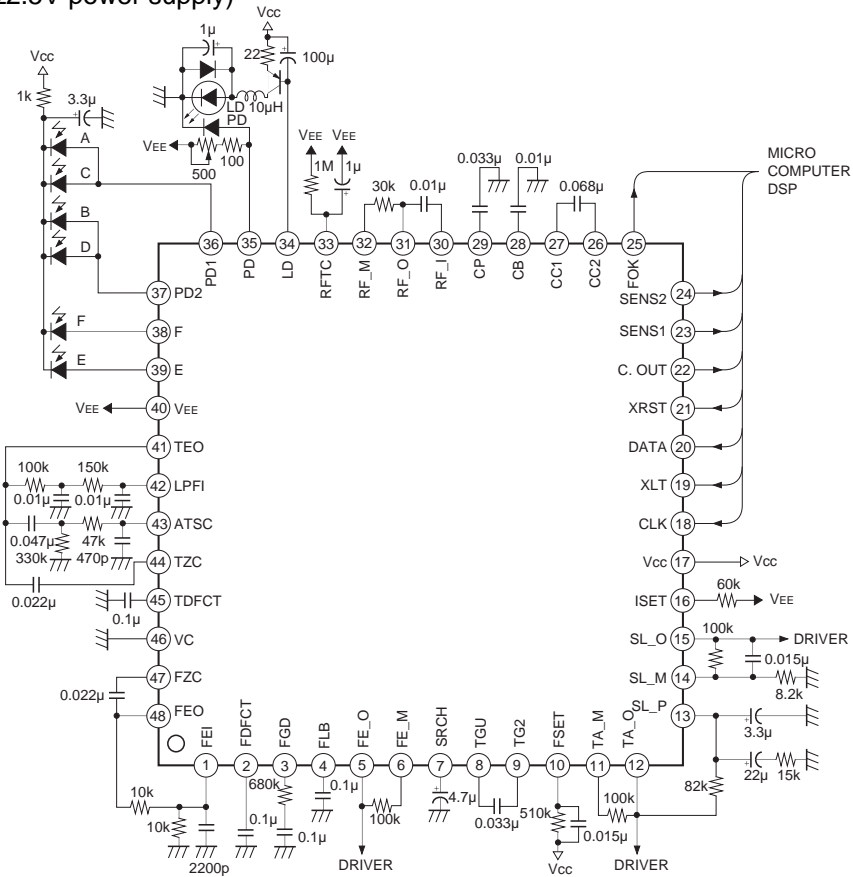 2.5V power supply)
Vcc
1k
3.3µ
A
C
B
D
F
E
1µ
LD
10µH
PD
VEE
500
100
Vcc
22
100µ
VEE
VEE
1M
1µ
30k
0.01µ
0.033µ
0.01µ
0.068µ
MICRO
COMPUTER
DSP
36
35
34
33
32
31
30
29
28
27
26
25
PD1
PD
LD
RFTC
RF_M
RF_O
RF_I
CP
CB
CC1
CC2
FOK
37 PD2
38 F
39 E
VEE 40 VEE
41 TEO
42 LPFI
43 ATSC
44 TZC
45 TDFCT
46 VC
47 FZC
48 FEO
100k
150k
0.01µ
0.01µ
0.047µ
330k
47k
470p
0.022µ
0.1µ
0.022µ
SENS2 24
SENS1 23
C. OUT 22
XRST 21
DATA 20
XLT 19
CLK 18
Vcc 17 Vcc
ISET 16
60k
VEE
SL_O 15
100k
DRIVER
0.015µ
SL_M 14
8.2k
SL_P 13
3.3µ
22µ
15k
82k
FEI
FDFCT
FGD
FLB
FE_O
FE_M
SRCH
TGU
TG2
FSET
TA_M
TA_O
1
2
3
4
5
6
7
8
9
10
11
12
10k
10k
2200p
0.1µ
680k
0.1µ
0.1µ
100k
DRIVER
4.7µ
0.033µ
510k
0.015µ
Vcc
100k
DRIVER